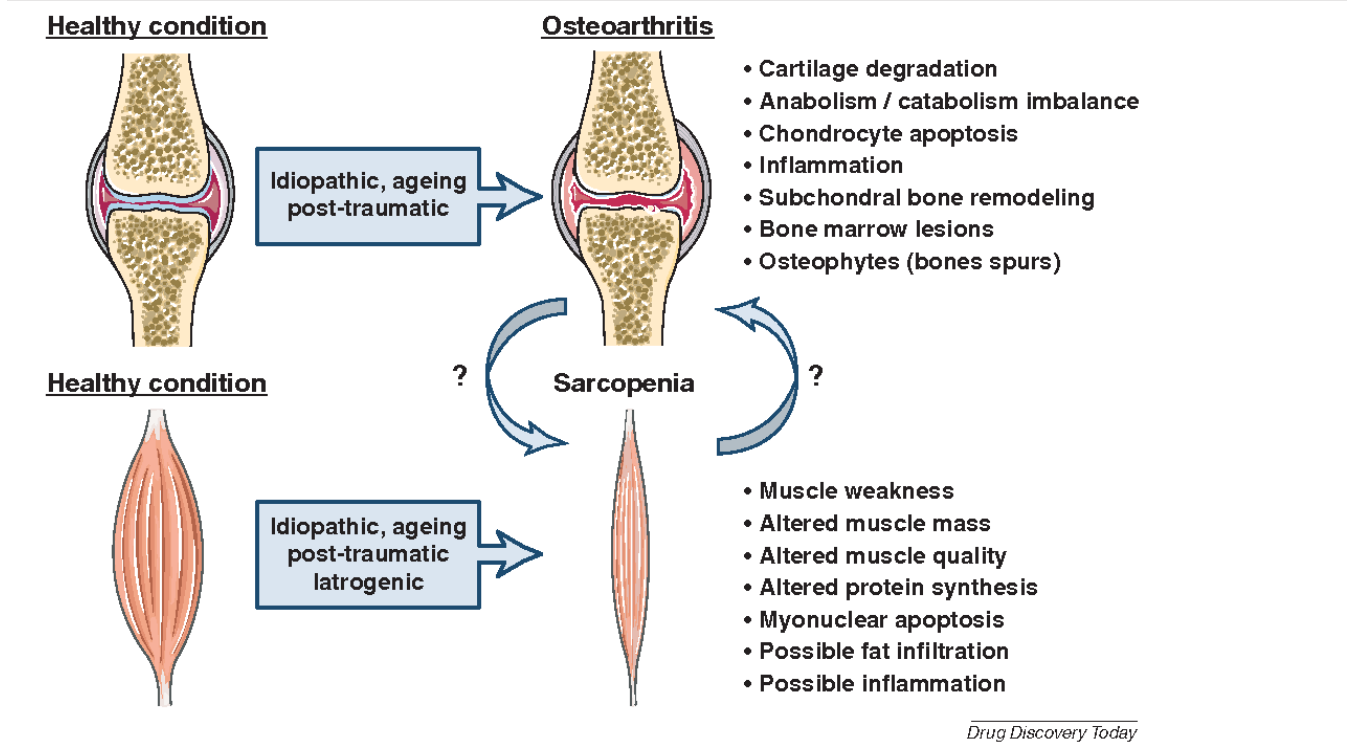 Healthy condition
Osteoarthritis
• Cartilage degradation
• Anabolism / catabolism imbalance
• Chondrocyte apoptosis
• Inflammation
• Subchondral bone remodeling
• Bone marrow lesions
• Osteophytes (bones spurs)
Idiopathic, ageing
post-traumatic
?
?
Healthy condition
Sarcopenia
Idiopathic, ageing
post-traumatic
Iatrogenic
• Muscle weakness
• Altered muscle mass
• Altered muscle quality
• Altered protein synthesis
• Myonuclear apoptosis
• Possible fat infiltration
• Possible inflammation
Drug Discovery Today